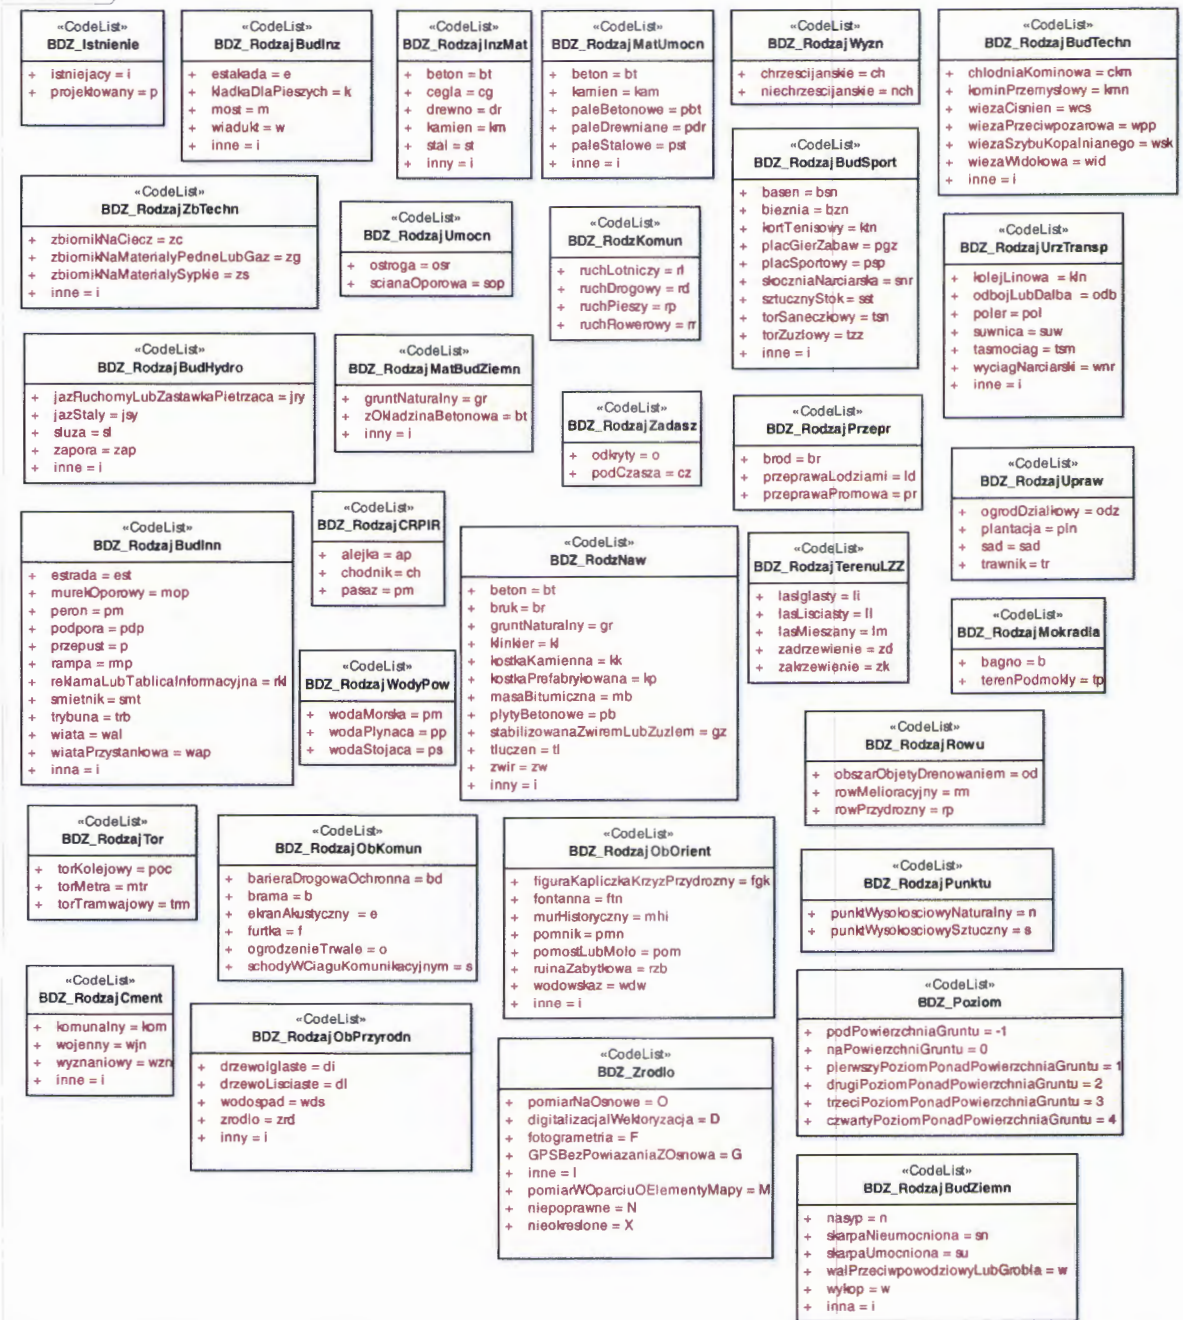 «CodeList»
BDZ_Istnienie
+ istniejacy = i
+ projektowany = p
«CodeList»
BDZ_RodzajBudInz
+ estakada = e
+ kladkaDlaPieszych = k
+ most = m
+ wiadukt = w
+ inne = i
«CodeList»
BDZ_RodzajInzMat
+ beton = bt
+ cegla = cg
+ drewno = dr
+ kamien = km
+ stal = st
+ inny = i
«CodeList»
BDZ_RodzajMatUmocn
+ beton = bt
+ kamien = kam
+ paleBetonowe = pbt
+ paleDrewniane = pdr
+ paleStalowe = pst
+ inne = i
«CodeList»
BDZ_RodzajWyzn
+ chrzescijanskie = ch
+ niechrzescijanskie = nch
«CodeList»
BDZ_RodzajBudTechn
+ chlodniaKominowa = ckm
+ kominPrzemyslowy = kmn
+ wiezaCisnien = wcs
+ wiezaPrzeciwpozarowa = wpp
+ wiezaSzybuKopalnianego = wsk
+ wiezaWidokowa = wid
+ inne = i
«CodeList»
BDZ_RodzajZbTechn
+ zbiornikNaCiecz = zc
+ zbiornikNaMaterialyPedneLubGaz = zg
+ zbiornikNaMaterialySypkie = zs
+ inne = i
«CodeList»
BDZ_RodzajUmocn
+ ostroga = osr
+ scianaOporowa = sop
«CodeList»
BDZ_RodzKomun
+ ruchLotniczy = rl
+ ruchDrogowy = rd
+ ruchPieszy = rp
+ ruchRowerowy = rr
«CodeList»
BDZ_RodzajBudSport
+ basen = bsn
+ bieznia = bzn
+ kortTenisowy = ktn
+ placGierZabaw = pgz
+ placSportowy = psp
+ skoczniaNarciarska = snr
+ sztucznyStok = sst
+ torSaneczkowy = tsn
+ torZuzlowy = tzz
+ inne = i
«CodeList»
BDZ_RodzajUrzTransp
+ kolejLinowa = kln
+ odbojLubDalba = odb
+ poler = pol
+ suwnica = suw
+ tasmociag = tsm
+ wyciagNarciarski = wnr
+ inne = i
«CodeList»
BDZ_RodzajBudHydro
+ jazRuchomyLubZastawkaPietrzaca = jry
+ jazStaly = jsy
+ sluza = sl
+ zapora = zap
+ inne = i
«CodeList»
BDZ_RodzajMatBudZiemn
+ gruntNaturalny = gr
+ zOkladzinaBetonowa = bt
+ inny = i
«CodeList»
BDZ_RodzajZadasz
+ odkryty = o
+ podCzasza = cz
«CodeList»
BDZ_RodzajPrzepr
+ brod = br
+ przeprawaLodziami = ld
+ przeprawaPromowa = pr
«CodeList»
BDZ_RodzajUpraw
+ ogrodDzialkowy = odz
+ plantacja = pln
+ sad = sad
+ trawnik = tr
«CodeList»
BDZ_RodzajBudInn
+ estrada = est
+ murekOporowy = mop
+ peron = pm
+ podpora = pdp
+ przepust = p
+ rampa = rmp
+ reklamaLubTablicaInformacyjna = rkl
+ smietnik = smt
+ trybuna = trb
+ wiata = wal
+ wiataPrzystankowa = wap
+ inna = i
«CodeList»
BDZ_RodzajCRPIR
+ alejka = ap
+ chodnik = ch
+ pasaz = pm
«CodeList»
BDZ_RodzajWodyPow
+ wodaMorska = pm
+ wodaPlynaca = pp
+ wodaStojaca = ps
«CodeList»
BDZ_RodzNaw
+ beton = bt
+ bruk = br
+ gruntNaturalny = gr
+ klinkier = kl
+ kostkaKamienna = kk
+ kostkaPrefabrykowana = kp
+ masaBitumiczna = mb
+ plytyBetonowe = pb
+ stabilizowanaZwiremLubZuzlem = gz
+ tluczen = tl
+ zwir = zw
+ inny = i
«CodeList»
BDZ_RodzajTerenuLZZ
+ lasIglasty = li
+ lasLisciasty = ll
+ lasMieszany = lm
+ zadrzewienie = zd
+ zakrzewienie = zk
«CodeList»
BDZ_RodzajMokradla
+ bagno = b
+ terenPodmokly = tp
«CodeList»
BDZ_RodzajRowu
+ obszarObjetyDrenowaniem = od
+ rowMelioracyjny = rm
+ rowPrzydrozny = rp
«CodeList»
BDZ_RodzajTor
+ torKolejowy = poc
+ torMetra = mtr
+ torTramwajowy = trm
«CodeList»
BDZ_RodzajObKomun
+ barieraDrogowaOchronna = bd
+ brama = b
+ ekranAkustyczny = e
+ furtka = f
+ ogrodzenieTrwale = o
+ schodyWCiaguKomunikacyjnym = s
«CodeList»
BDZ_RodzajObOrient
+ figuraKapliczkaKrzyzPrzydrozny = fgk
+ fontanna = ftn
+ murHistoryczny = mhi
+ pomnik = pmn
+ pomostLubMolo = pom
+ ruinaZabytkowa = rzb
+ wodowskaz = wdw
+ inne = i
«CodeList»
BDZ_RodzajPunktu
+ punktWysokosciowyNaturalny = n
+ punktWysokosciowySztuczny = s
«CodeList»
BDZ_RodzajCment
+ komunalny = kom
+ wojenny = wjn
+ wyznaniowy = wzn
+ inne = i
«CodeList»
BDZ_RodzajObPrzyrodn
+ drzewoIglaste = di
+ drzewoLisciaste = dl
+ wodospad = wds
+ zrodlo = zrd
+ inny = i
«CodeList»
BDZ_Zrodlo
+ pomiarNaOsnowe = O
+ digitalizacjaIWektoryzacja = D
+ fotogrametria = F
+ GPSBezPowiazaniaZOsnowa = G
+ inne = I
+ pomiarWOparciuOElementyMapy = M
+ niepoprawne = N
+ nieokreslone = X
«CodeList»
BDZ_Poziom
+ podPowierzchniaGruntu = -1
+ naPowierzchniGruntu = 0
+ pierwszyPoziomPonadPowierzchniaGruntu = 1
+ drugiPoziomPonadPowierzchniaGruntu = 2
+ trzeciPoziomPonadPowierzchniaGruntu = 3
+ czwartyPoziomPonadPowierzchniaGruntu = 4
«CodeList»
BDZ_RodzajBudZiemn
+ nasyp = n
+ skarpaNieumocniona = sn
+ skarpaUmocniona = su
+ walPrzeciwpowodziowyLubGrobla = w
+ wykop = w
+ inna = i